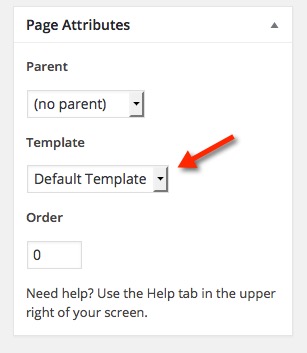 Page Attributes
Parent
(no parent)
Template
Default Template
Order
0
Need help? Use the Help tab in the upper
right of your screen.